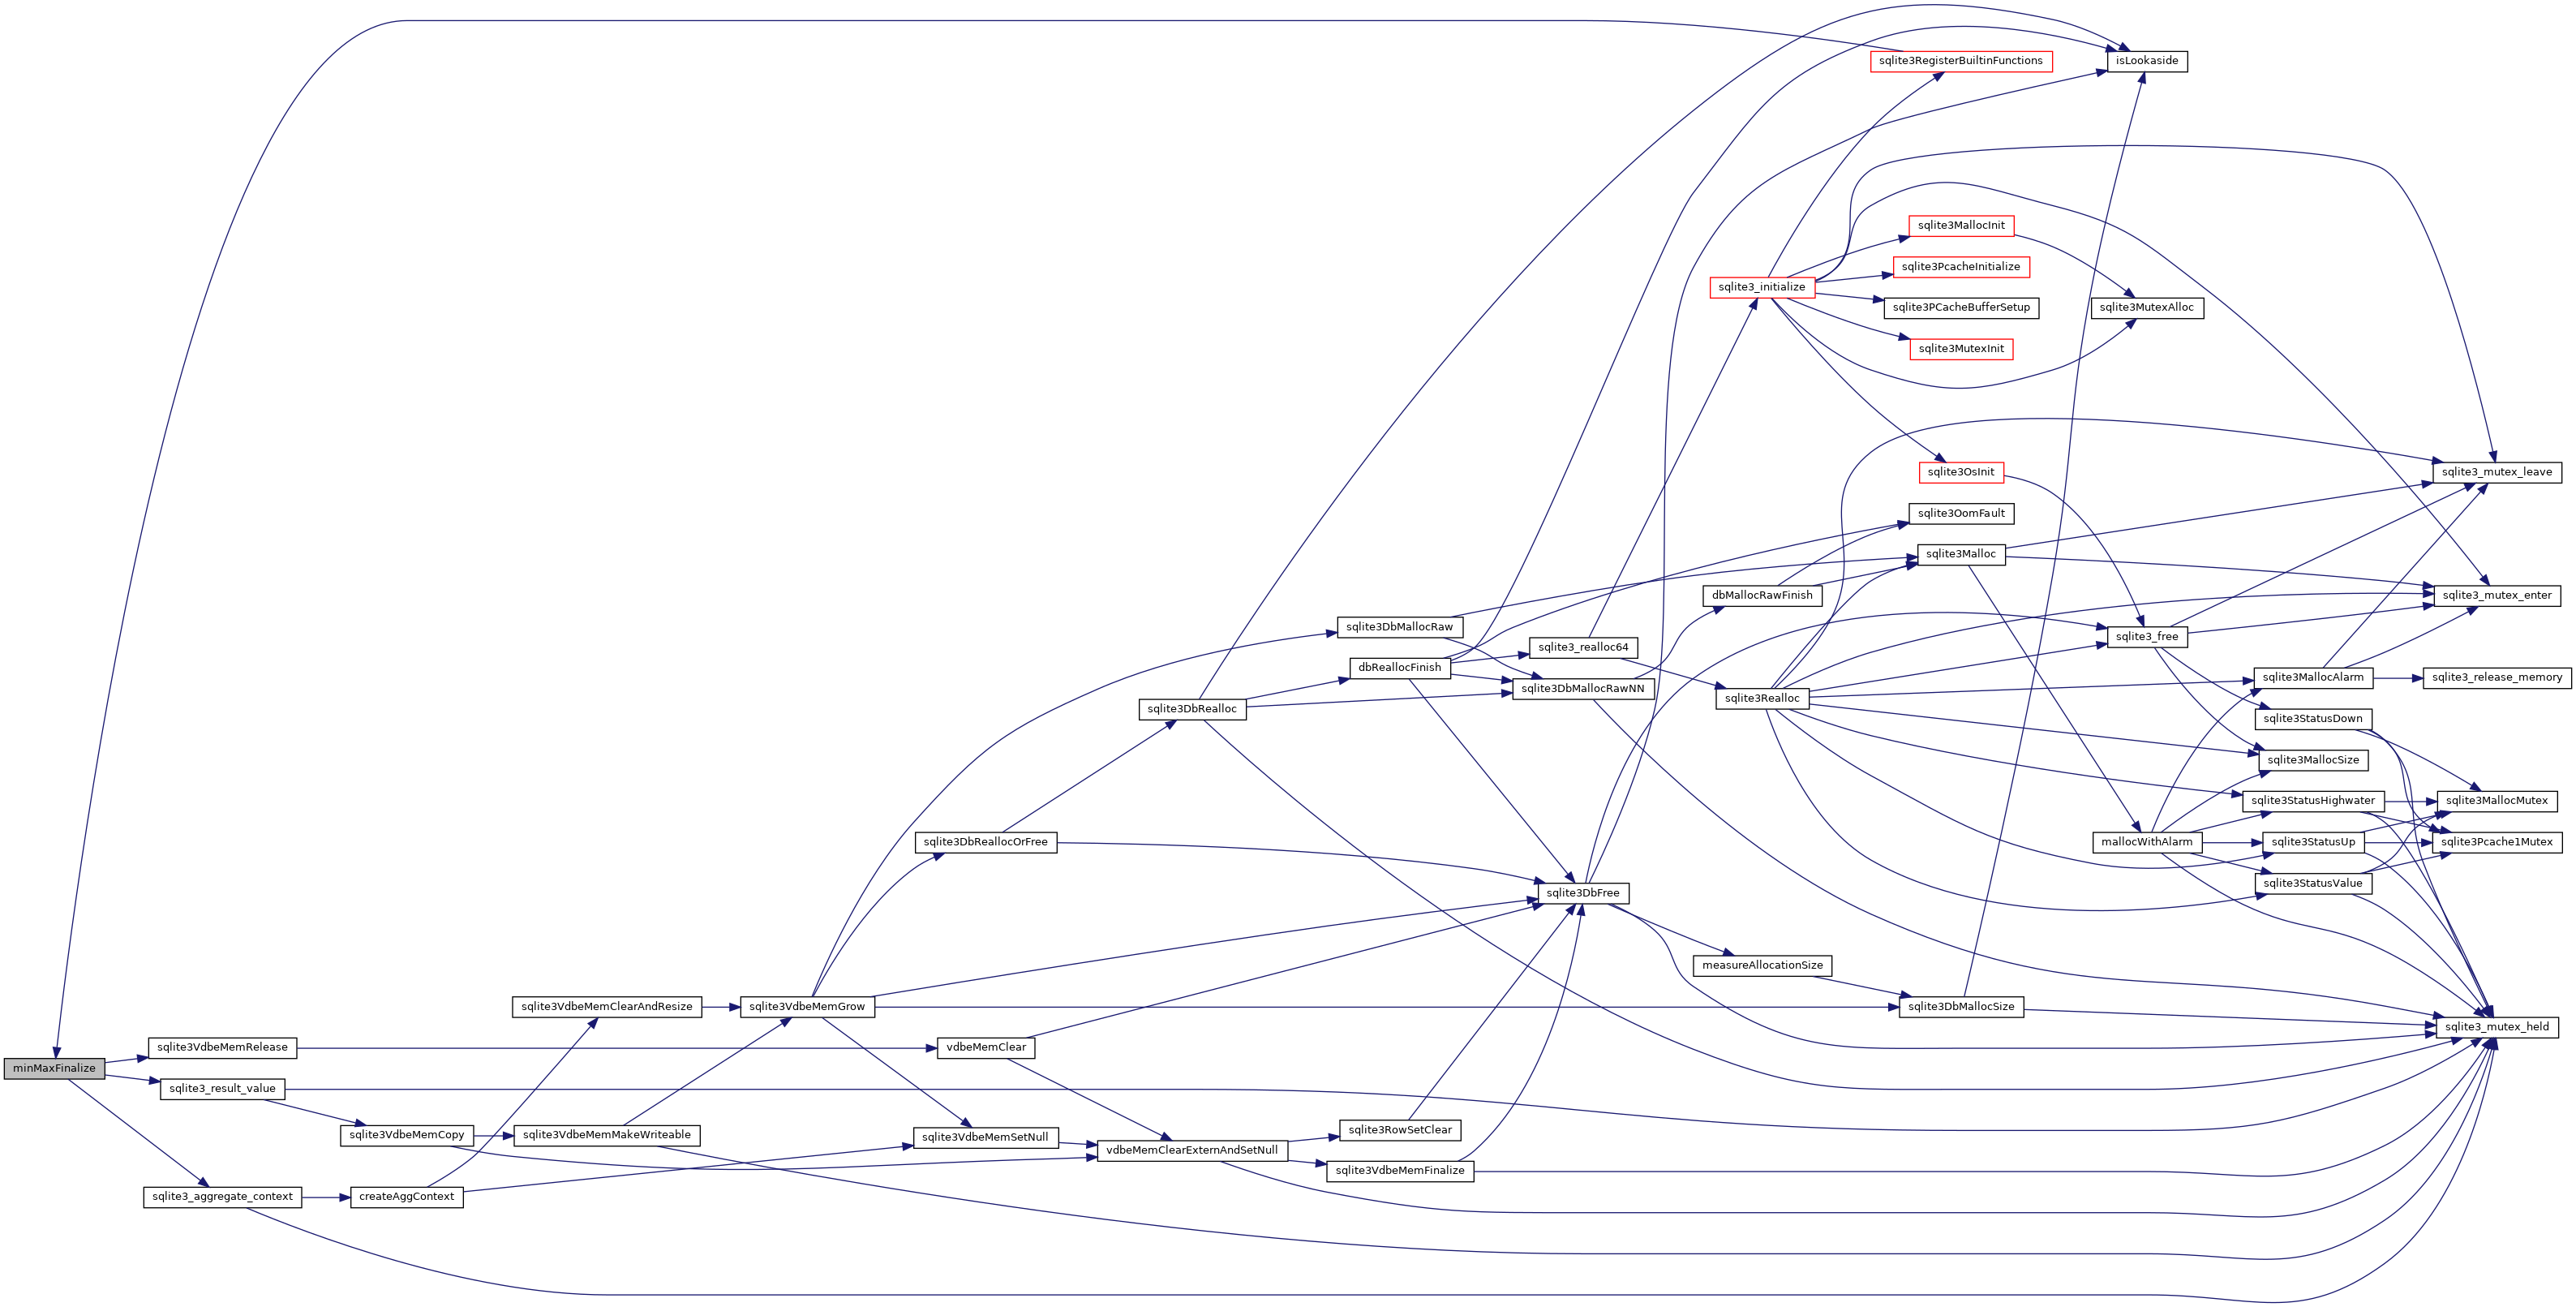 minMaxFinalize
sqlite3VdbeMemRelease
sqlite3_result_value
sqlite3_aggregate_context
sqlite3VdbeMemCopy
createAggContext
sqlite3VdbeMemClearAndResize
sqlite3VdbeMemMakeWriteable
sqlite3VdbeMemGrow
sqlite3DbReallocOrFree
vdbeMemClear
sqlite3VdbeMemSetNull
sqlite3DbRealloc
vdbeMemClearExternAndSetNull
sqlite3DbMallocRaw
dbReallocFinish
sqlite3RowSetClear
sqlite3VdbeMemFinalize
sqlite3_realloc64
sqlite3DbMallocRawNN
sqlite3DbFree
sqlite3_initialize
dbMallocRawFinish
sqlite3Realloc
measureAllocationSize
sqlite3RegisterBuiltinFunctions
sqlite3MallocInit
sqlite3PcacheInitialize
sqlite3PCacheBufferSetup
sqlite3MutexInit
sqlite3OsInit
sqlite3OomFault
sqlite3Malloc
sqlite3DbMallocSize
isLookaside
sqlite3MutexAlloc
sqlite3_free
mallocWithAlarm
sqlite3MallocAlarm
sqlite3StatusDown
sqlite3MallocSize
sqlite3StatusHighwater
sqlite3StatusUp
sqlite3StatusValue
sqlite3_mutex_leave
sqlite3_mutex_enter
sqlite3_release_memory
sqlite3MallocMutex
sqlite3Pcache1Mutex
sqlite3_mutex_held